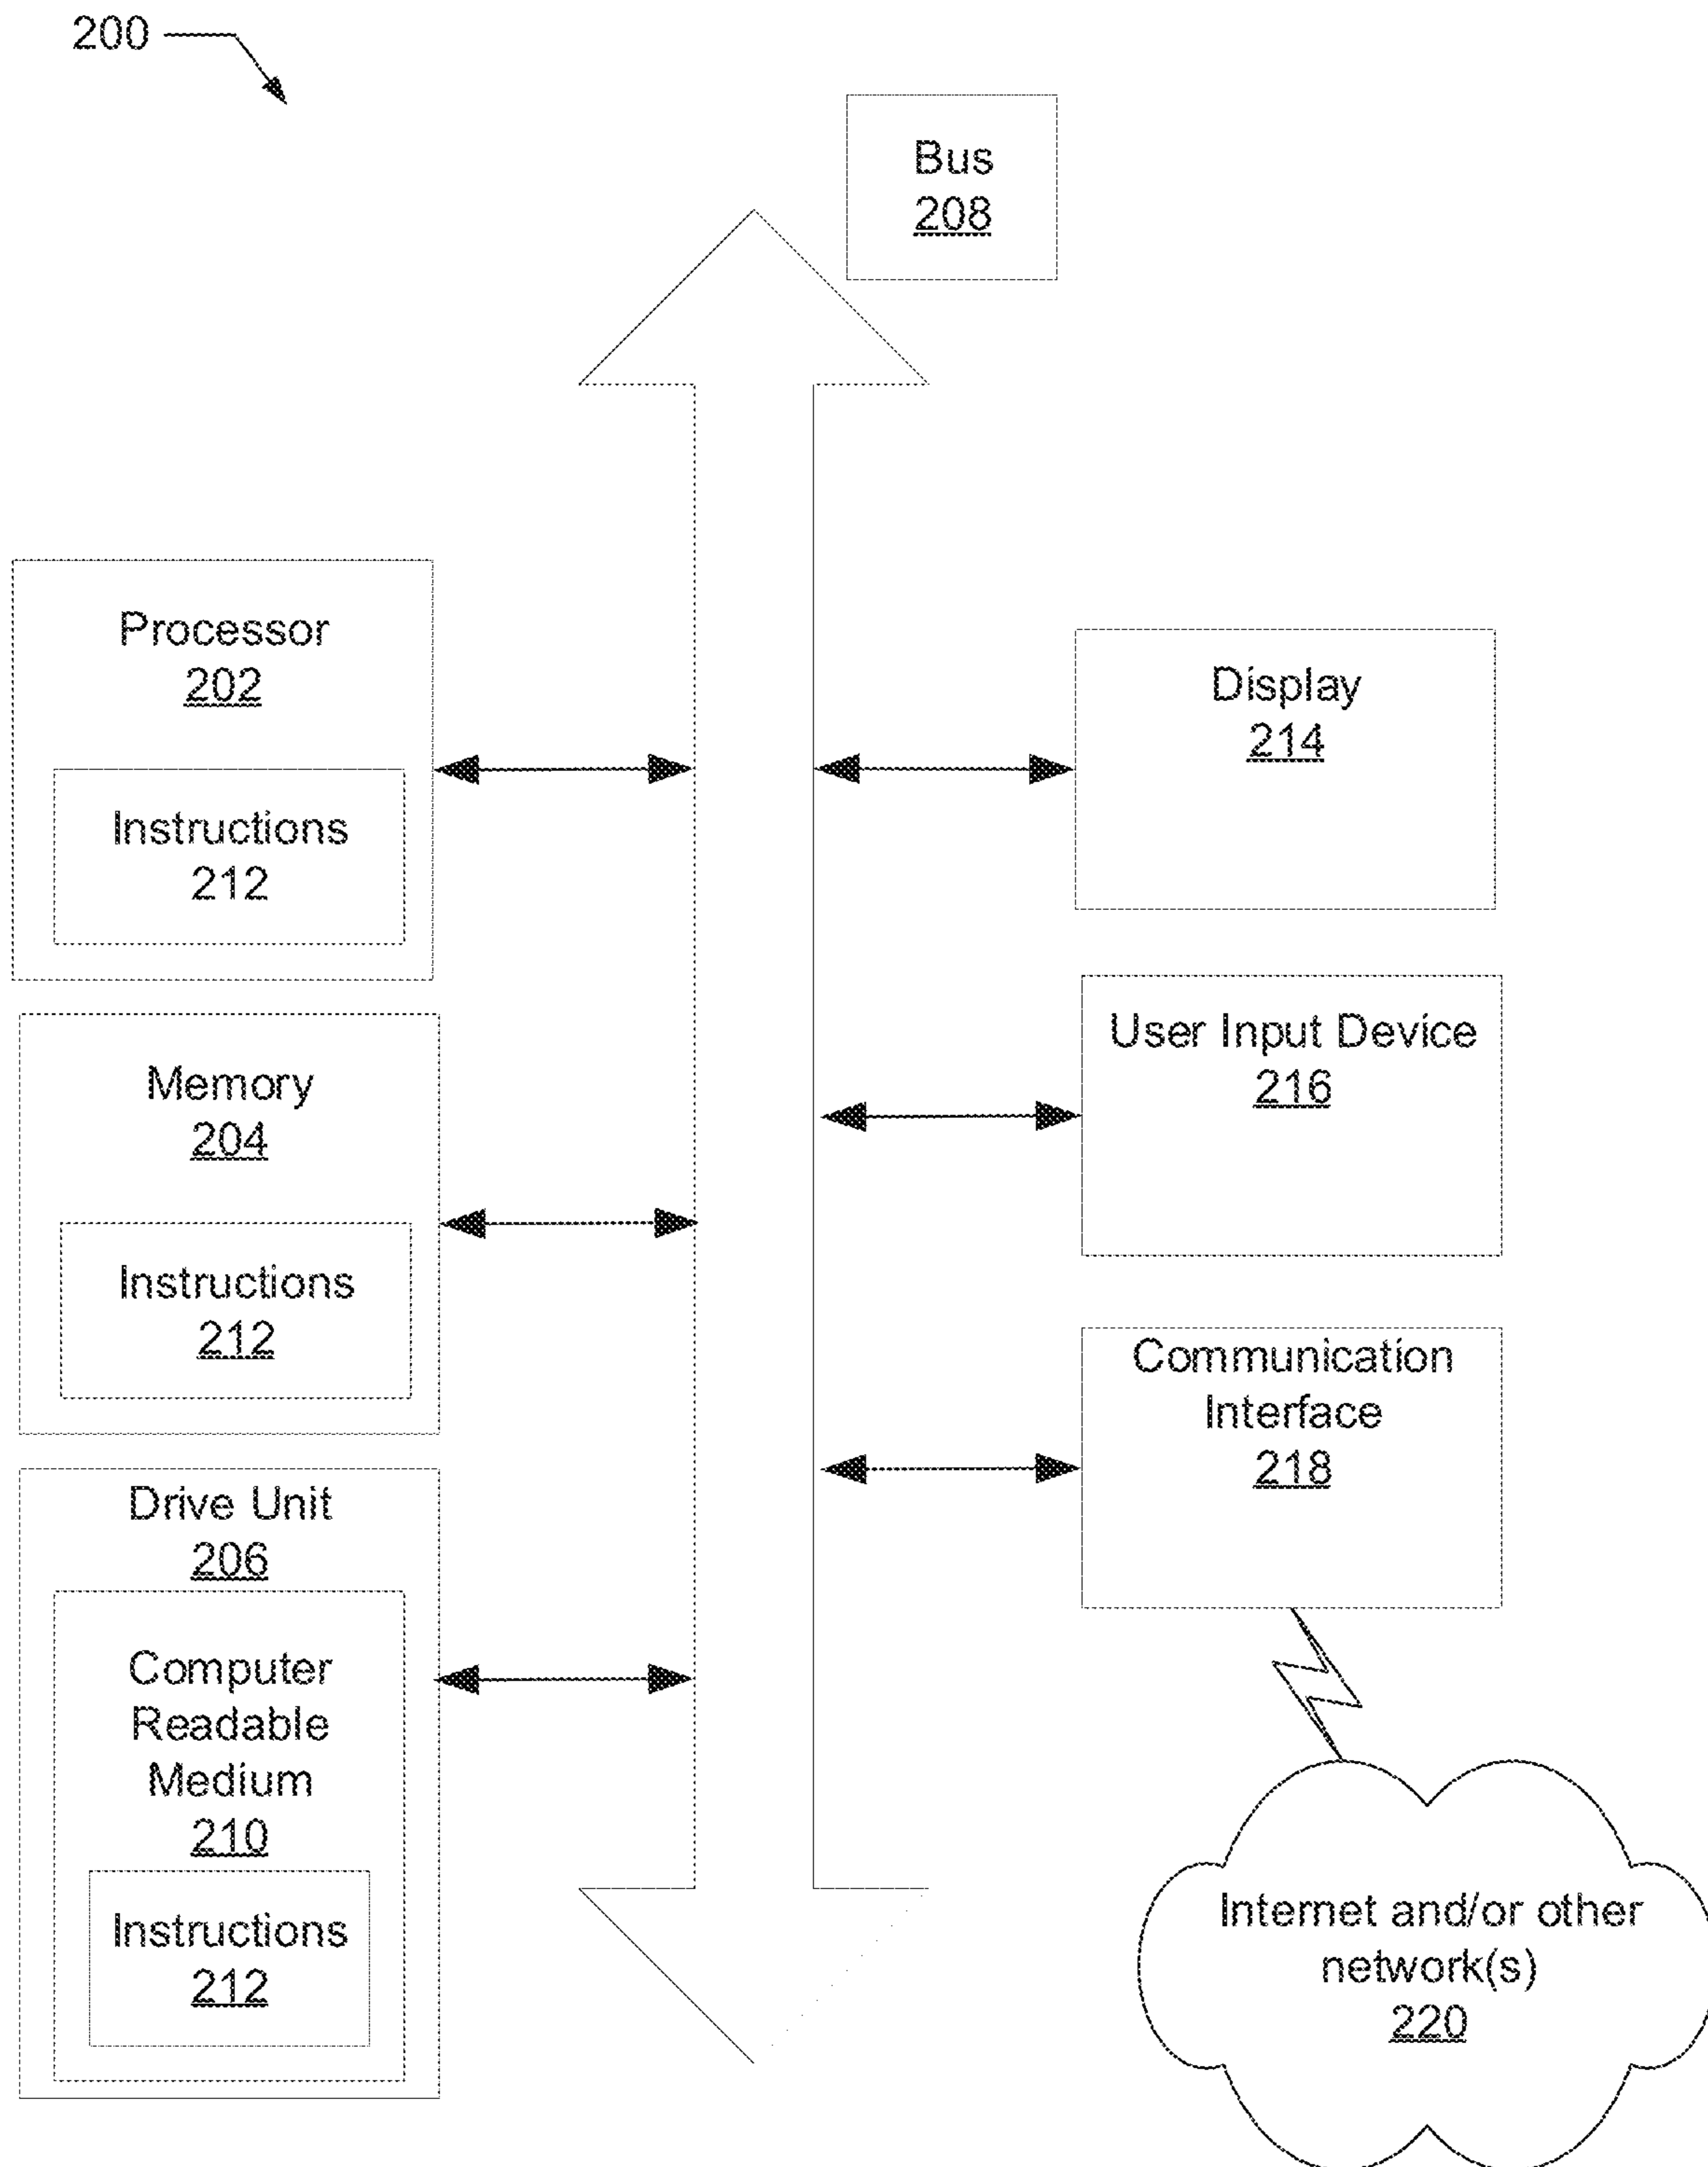 200
Bus
208
Processor
202
Instructions
212
Memory
204
Instructions
212
Drive Unit
206
Computer
Readable
Medium
210
Instructions
212
Display
214
User Input Device
216
Communication
Interface
218
Internet and/or other
network(s)
220